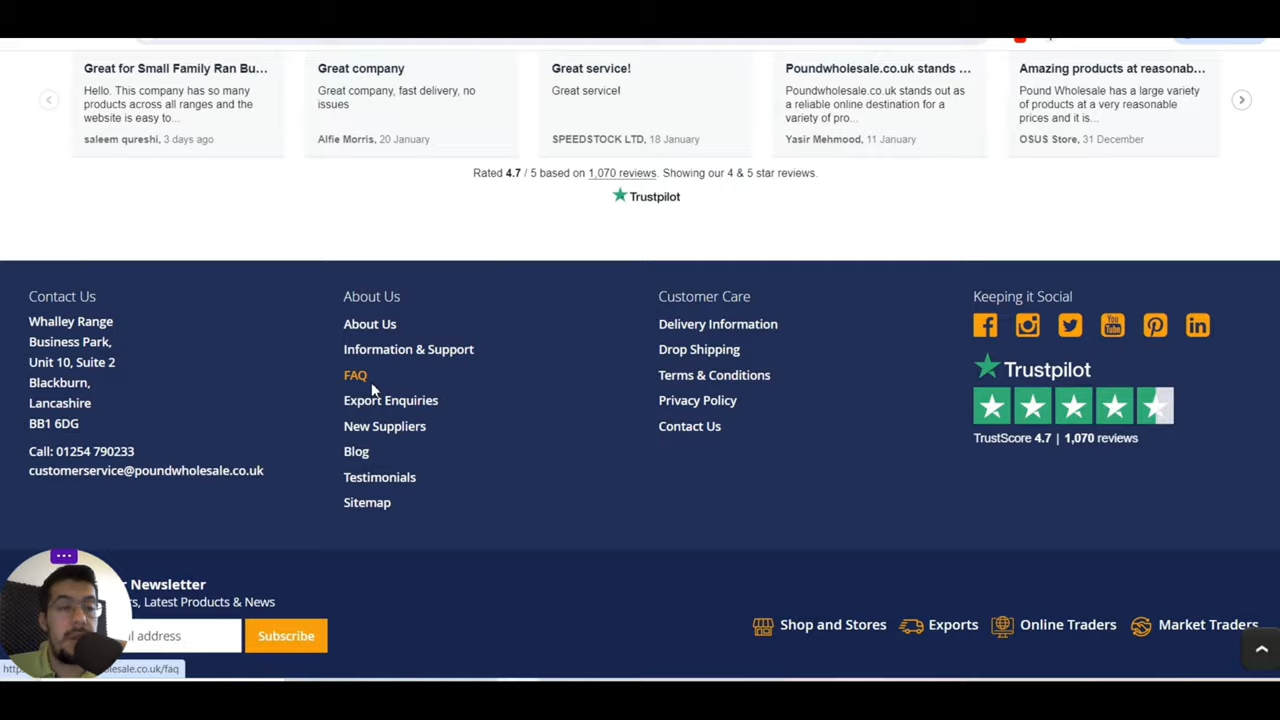 Great for Small Family Ran Bu...
Hello. This company has so many
products across all ranges and the
website is easy to...
saleem qureshi, 3 days ago
Great company
Great company, fast delivery, no
issues
Alfie Morris, 20 January
Great service!
Great service!
SPEEDSTOCK LTD, 18 January
Poundwholesale.co.uk stands ...
Poundwholesale.co.uk stands out as
a reliable online destination for a
variety of pro...
Yasir Mehmood, 11 January
Amazing products at reasonab...
Pound Wholesale has a large variety
of products at a very reasonable
prices and it is...
OSUS Store, 31 December
Rated 4.7 / 5 based on 1,070 reviews. Showing our 4 & 5 star reviews.
Trustpilot
Contact Us
Whalley Range
Business Park,
Unit 10, Suite 2
Blackburn,
Lancashire
BB1 6DG
Call: 01254 790233
customerservice@poundwholesale.co.uk
About Us
About Us
Information & Support
FAQ
Export Enquiries
New Suppliers
Blog
Testimonials
Sitemap
Customer Care
Delivery Information
Drop Shipping
Terms & Conditions
Privacy Policy
Contact Us
Keeping it Social
You
Tube
Trustpilot
TrustScore 4.7 | 1,070 reviews
Newsletter
Latest Products & News
address
Subscribe
Shop and Stores
Exports
Online Traders
Market Traders
esale.co.uk/faq